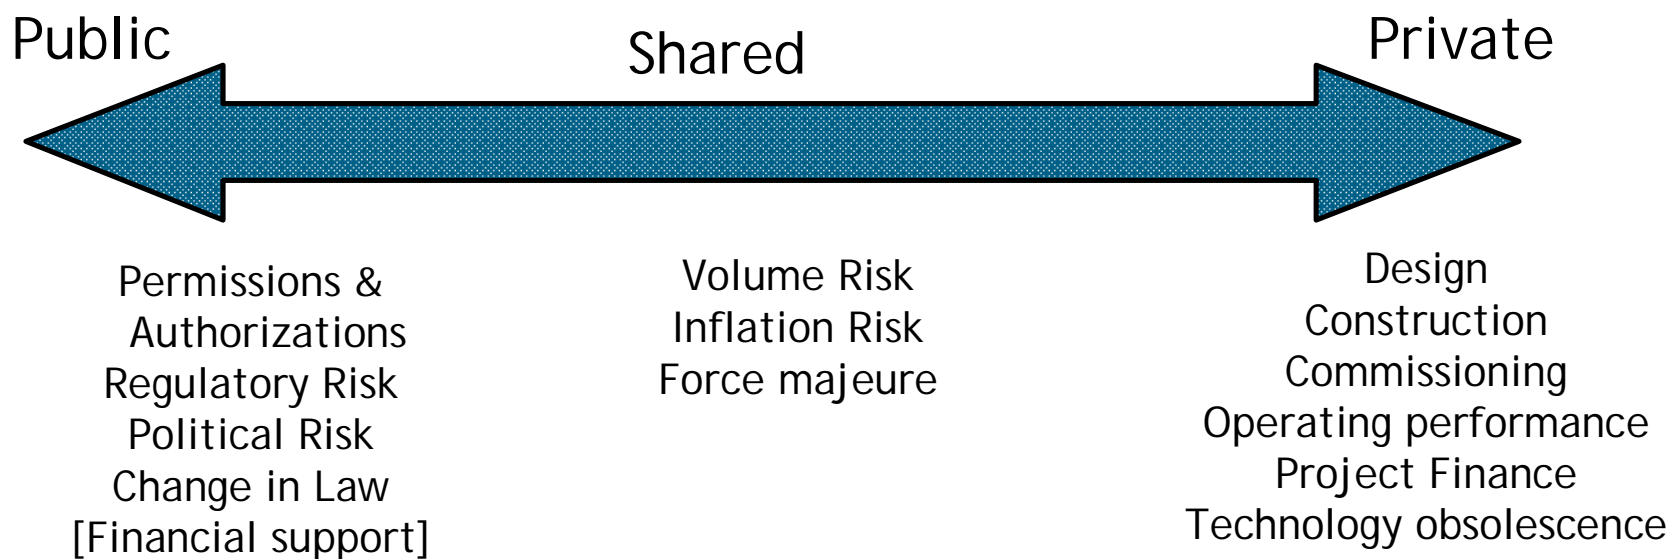 Public
Shared
Private
Permissions &
Authorizations
Regulatory Risk
Political Risk
Change in Law
[Financial support]
Volume Risk
Inflation Risk
Force majeure
Design
Construction
Commissioning
Operating performance
Project Finance
Technology obsolescence